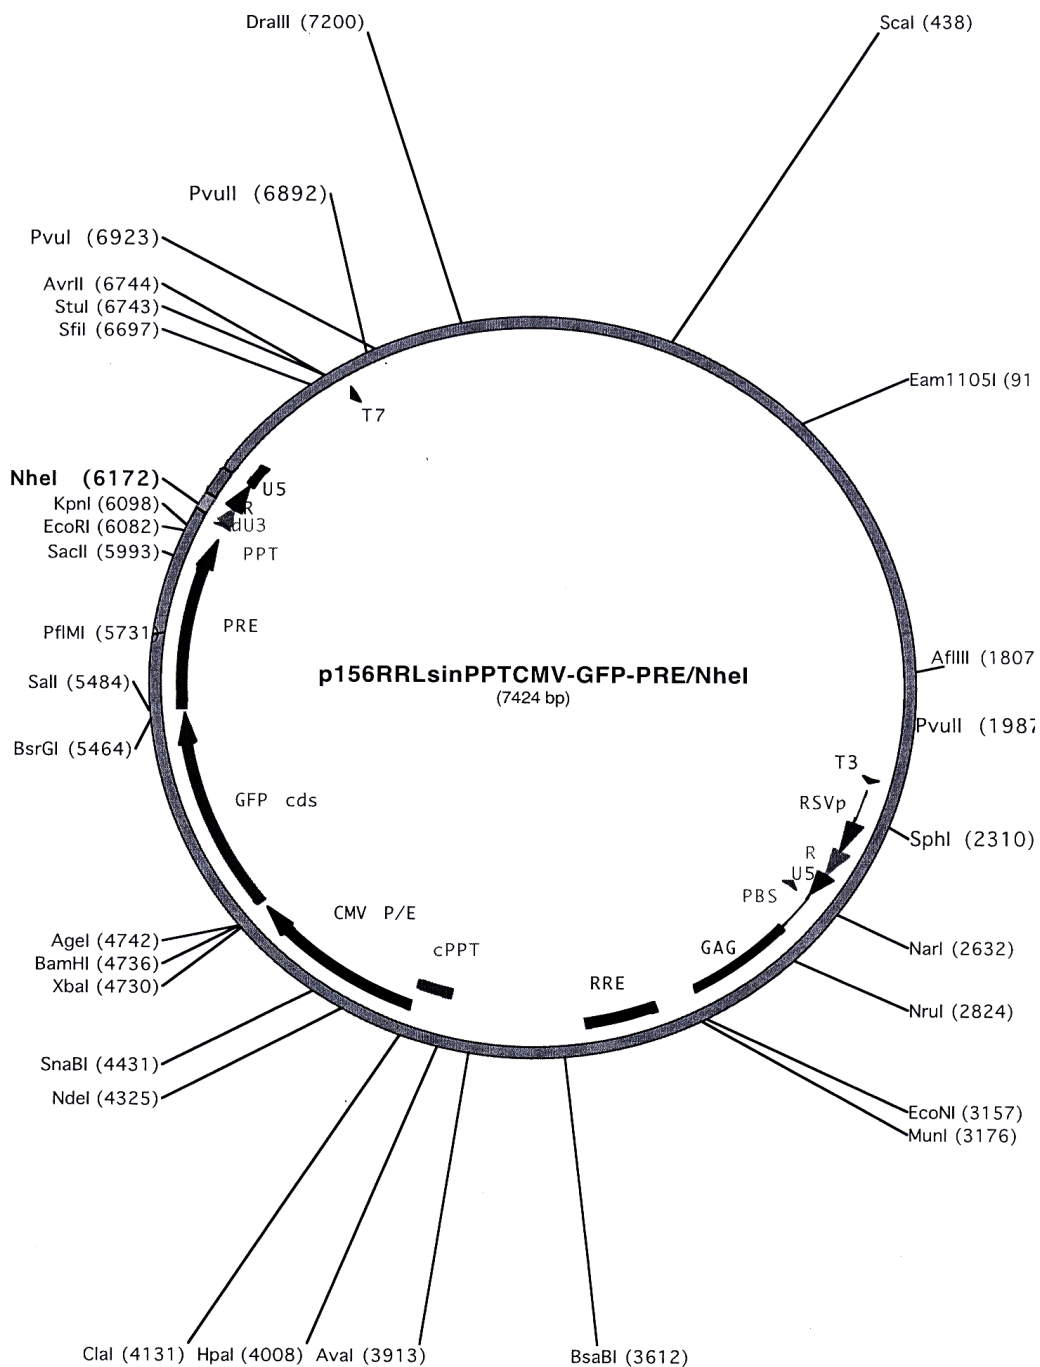 DraIII (7200)
ScaI (438)
PvuII (6892)
PvuI (6923)
AvrII (6744)
StuI (6743)
SfiI (6697)
Eam1105I (91
T7
NheI (6172)
KpnI (6098)
EcoRI (6082)
SacII (5993)
U5
R
dU3
PPT
PflMI (5731)
PRE
p156RRLsinPPTCMV-GFP-PRE/NheI
(7424 bp)
AflIII (1807
SalI (5484)
BsrGI (5464)
PvuII (1987
T3
GFP cds
RSVp
SphI (2310)
R
U5
PBS
CMV P/E
cPPT
GAG
RRE
AgeI (4742)
BamHI (4736)
XbaI (4730)
NarI (2632)
NruI (2824)
SnaBI (4431)
NdeI (4325)
EcoNI (3157)
MunI (3176)
ClaI (4131)
HpaI (4008)
AvaI (3913)
BsaBI (3612)